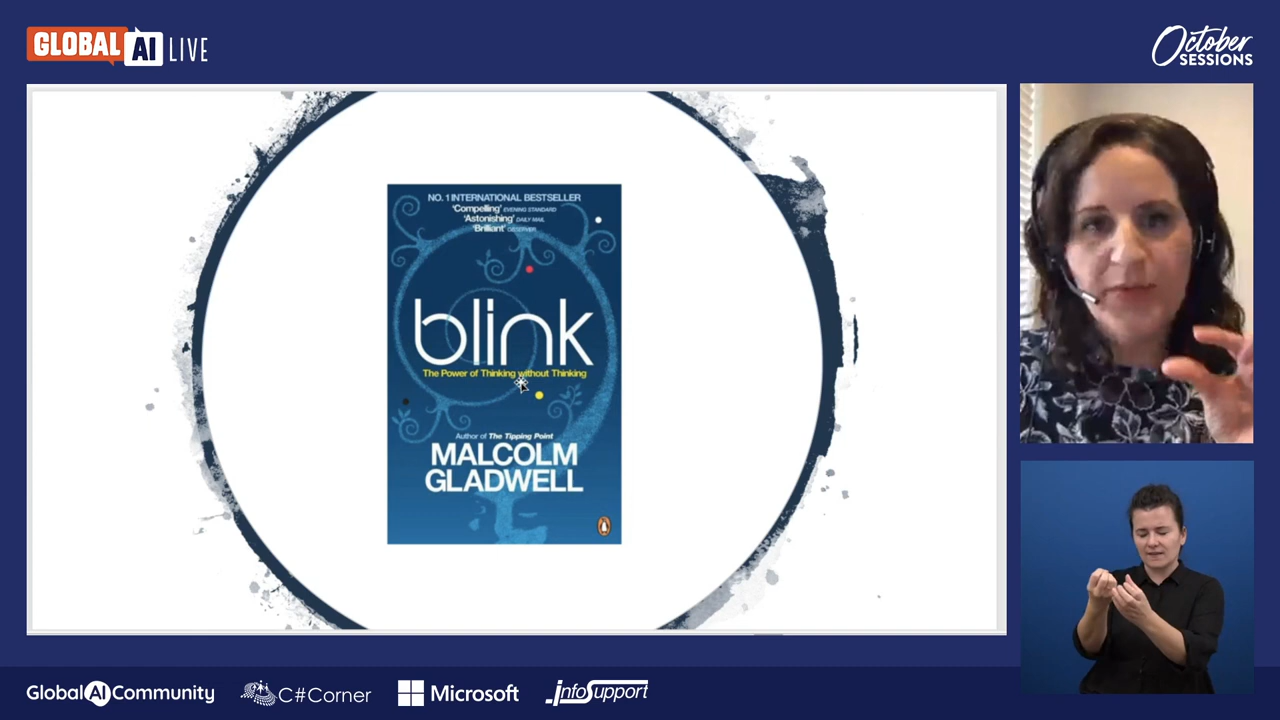 GLOBAL AI LIVE
October
SESSIONS
NO. 1 INTERNATIONAL BESTSELLER
'Compelling' EVENING STANDARD
'Astonishing' DAILY MAIL
'Brilliant' OBSERVER
blink
The Power of Thinking without Thinking
Author of The Tipping Point
MALCOLM
GLADWELL
Global AI Community
C#Corner
Microsoft
InfoSupport